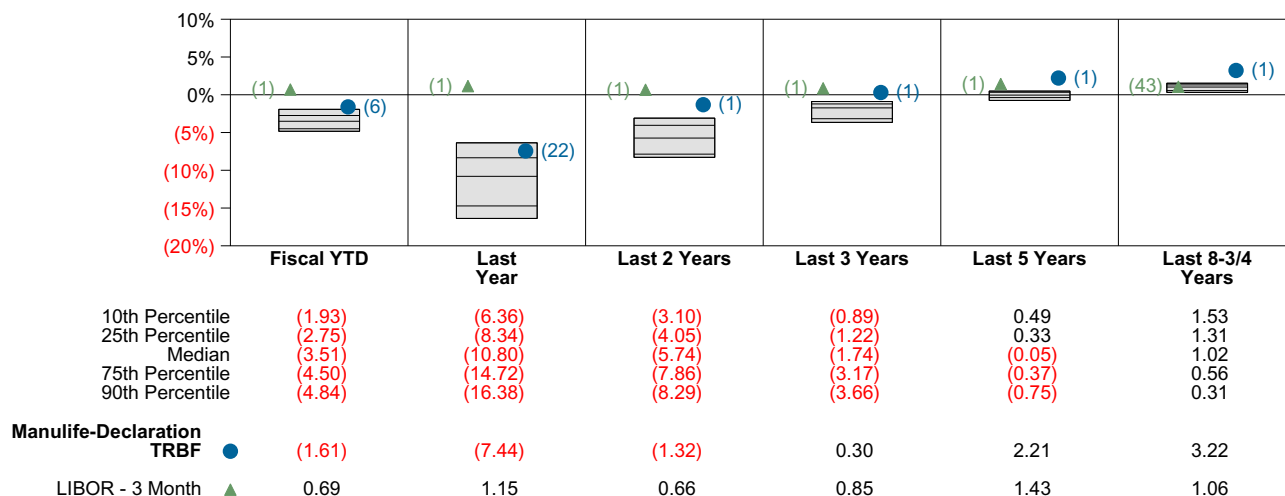 10%
5%
0%
(5%)
(10%)
(15%)
(20%)
(1) (6) (1) (22) (1) (1) (1) (1) (1) (1) (43) (1)
Fiscal YTD Last Year Last 2 Years Last 3 Years Last 5 Years Last 8-3/4 Years
10th Percentile (1.93) (6.36) (3.10) (0.89) 0.49 1.53
25th Percentile (2.75) (8.34) (4.05) (1.22) 0.33 1.31
Median (3.51) (10.80) (5.74) (1.74) (0.05) 1.02
75th Percentile (4.50) (14.72) (7.86) (3.17) (0.37) 0.56
90th Percentile (4.84) (16.38) (8.29) (3.66) (0.75) 0.31
Manulife-Declaration
TRBF (1.61) (7.44) (1.32) 0.30 2.21 3.22
LIBOR - 3 Month 0.69 1.15 0.66 0.85 1.43 1.06